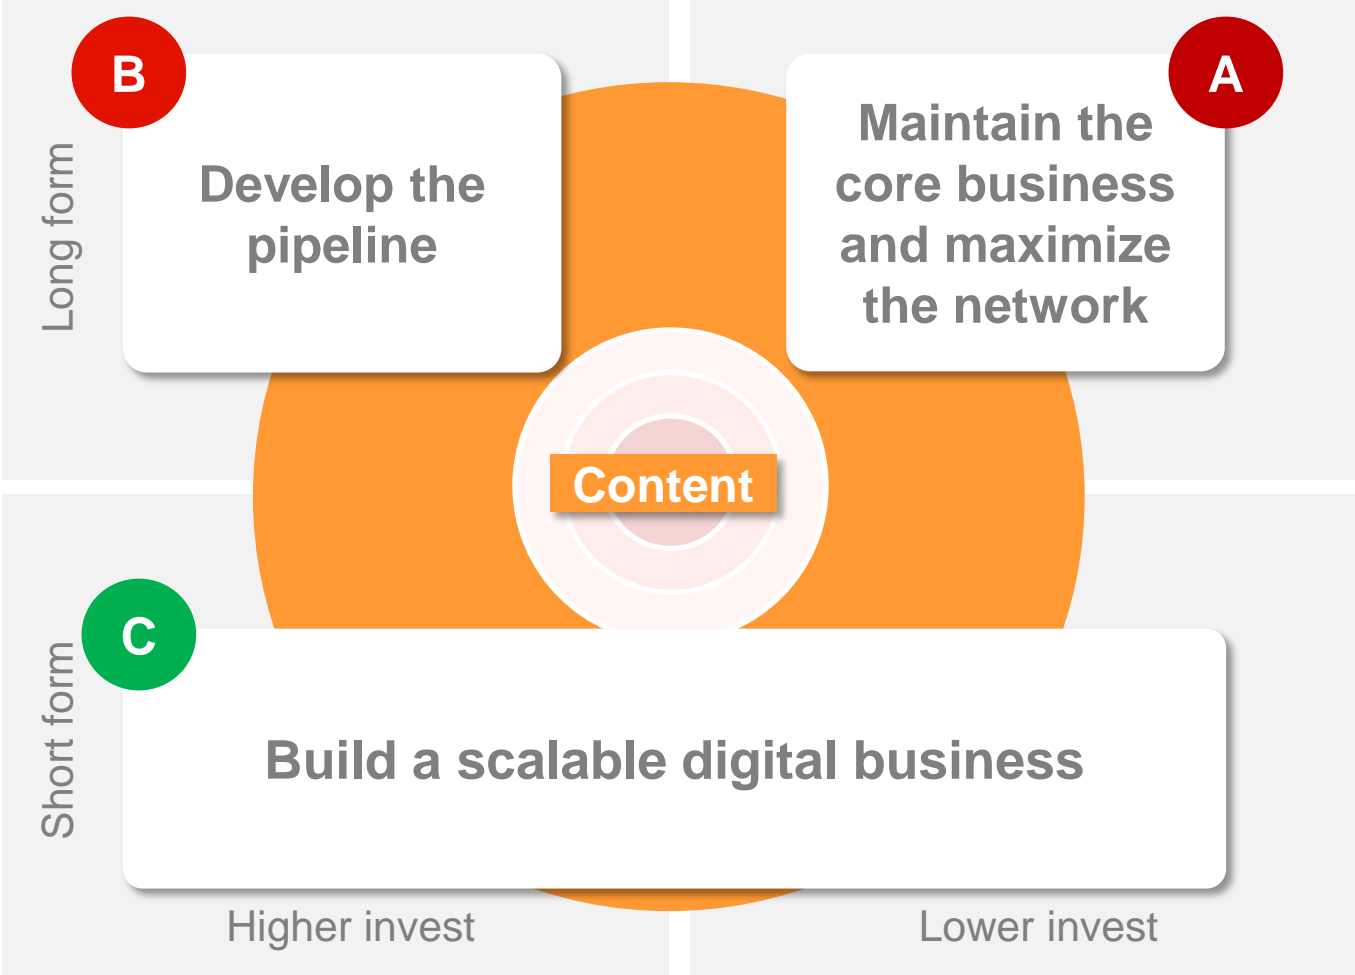 B
Develop the
pipeline
A
Maintain the
core business
and maximize
the network
Long form
Content
C
Build a scalable digital business
Short form
Higher invest
Lower invest